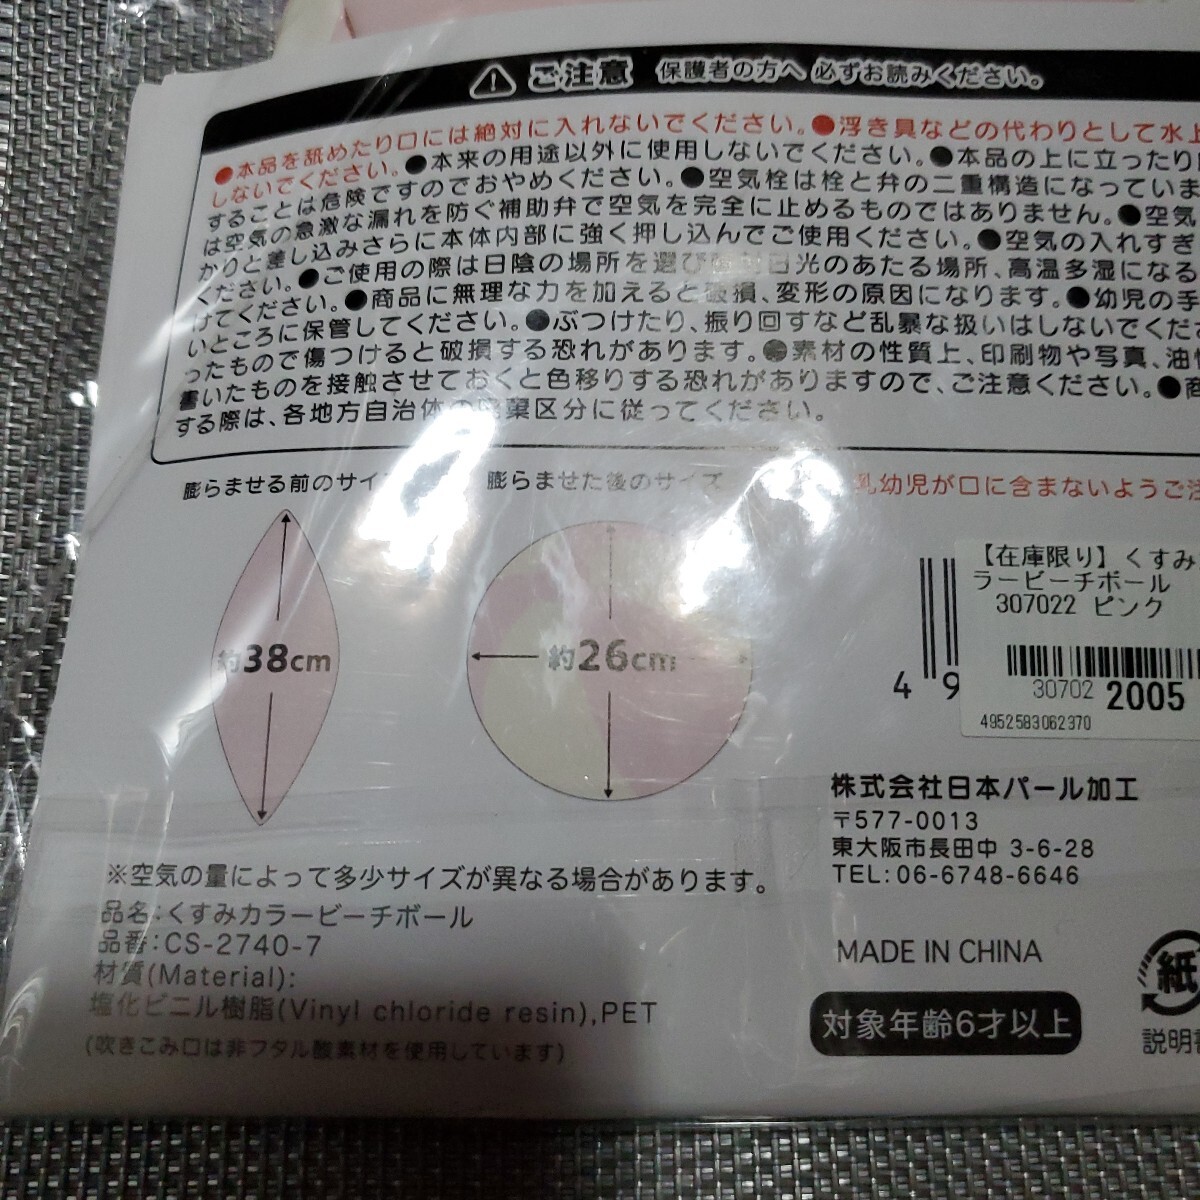 ご注意 保護者の方へ 必ずお読みください。
●本品を舐めたり口には絶対に入れないでください。●浮き具などの代わりとして水上
しないでください。●本来の用途以外に使用しないでください。●本品の上に立ったり
することは危険ですのでおやめください。●空気栓は栓と弁の二重構造になっていま
は空気の急激な漏れを防ぐ補助弁で空気を完全に止めるものではありません。●空気
かりと差し込みさらに本体内部に強く押し込んでご使用ください。●空気の入れすぎ
ください。●ご使用の際は日陰の場所を選び 日光のあたる場所、高温多湿になる
けてください。●商品に無理な力を加えると破損、変形の原因になります。●幼児の手
いところに保管してください。●ぶつけたり、振り回すなど乱暴な扱いはしないでくだ
ったもので傷つけると破損する恐れがあります。●素材の性質上、印刷物や写真、油性
書いたものを接触させておくと色移りする恐れがありますので、ご注意ください。●商
する際は、各地方自治体の廃棄区分に従ってください。
膨らませる前のサイズ
膨らませた後のサイズ
乳幼児が口に含まないようご注
約38cm
約26cm
4 9
【在庫限り】くすみ
ラービーチボール
307022 ピンク
30702 2005
4952583062370
株式会社日本パール加工
〒577-0013
東大阪市長田中 3-6-28
TEL:06-6748-6646
※空気の量によって多少サイズが異なる場合があります。
品名:くすみカラービーチボール
品番:CS-2740-7
材質(Material):
塩化ビニル樹脂(Vinyl chloride resin),PET
(吹きこみ口は非フタル酸素材を使用しています)
MADE IN CHINA
対象年齢6才以上
紙
説明書